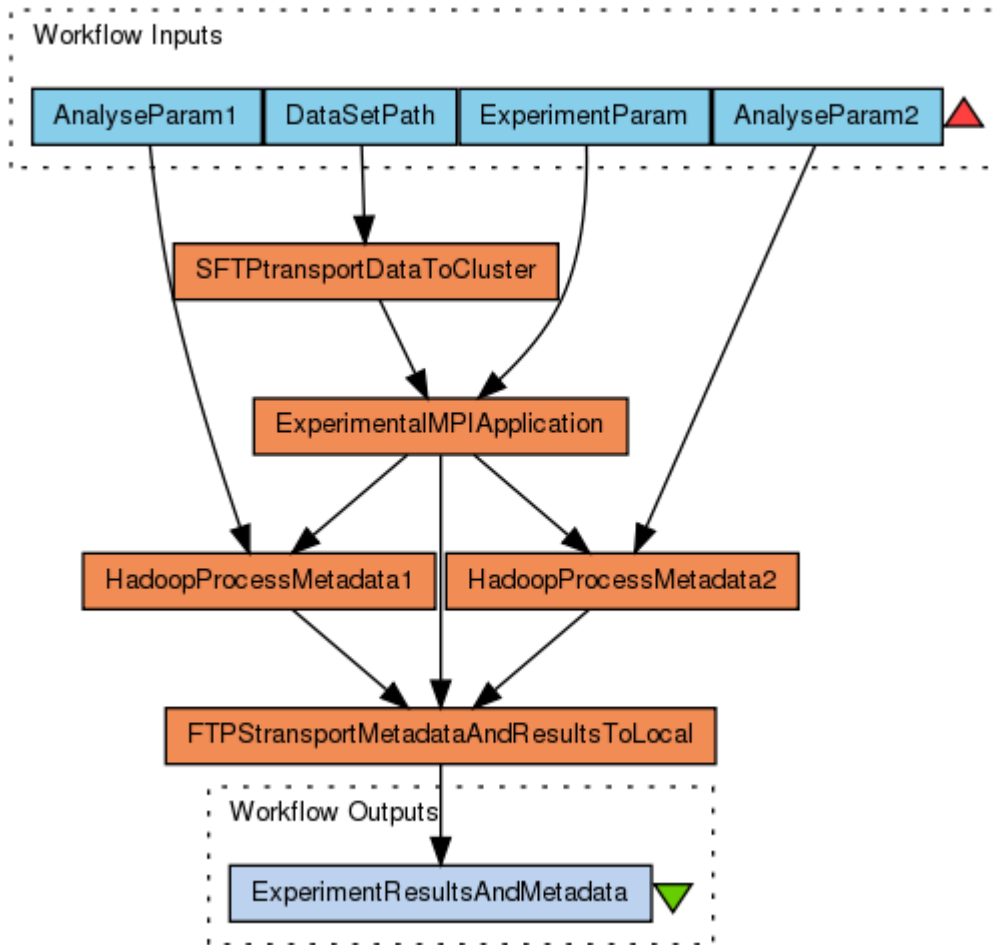 Workflow Inputs
AnalyseParam1 DataSetPath ExperimentParam AnalyseParam2
SFTPtransportDataToCluster
ExperimentalMPIApplication
HadoopProcessMetadata1 HadoopProcessMetadata2
FTPStransportMetadataAndResultsToLocal
Workflow Outputs
ExperimentResultsAndMetadata